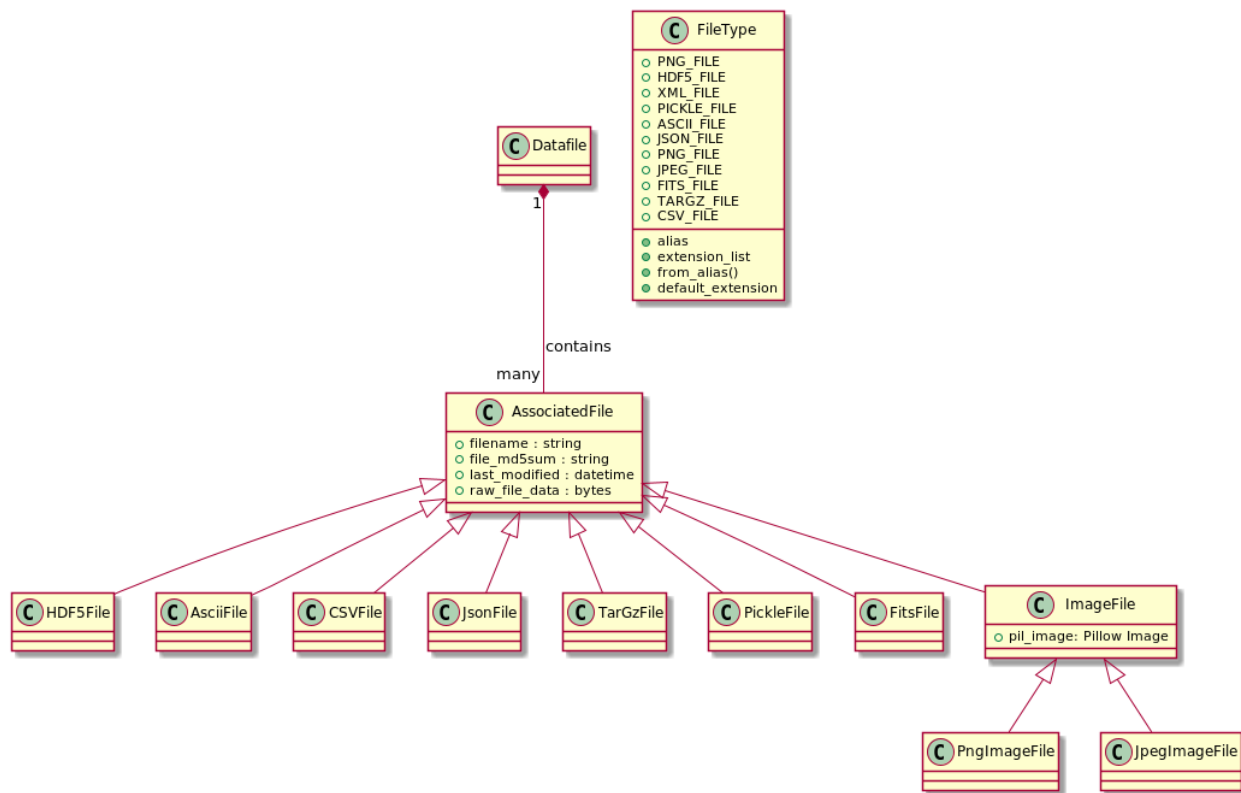 C FileType
PNG_FILE
HDF5_FILE
XML_FILE
PICKLE_FILE
ASCII_FILE
JSON_FILE
PNG_FILE
JPEG_FILE
FITS_FILE
TARGZ_FILE
CSV_FILE
alias
extension_list
from_alias()
default_extension
C Datafile
1
contains
many
C AssociatedFile
filename : string
file_md5sum : string
last_modified : datetime
raw_file_data : bytes
C HDF5File
C AsciiFile
C CSVFile
C JsonFile
C TarGzFile
C PickleFile
C FitsFile
C ImageFile
pil_image: Pillow Image
C PngImageFile
C JpegImageFile